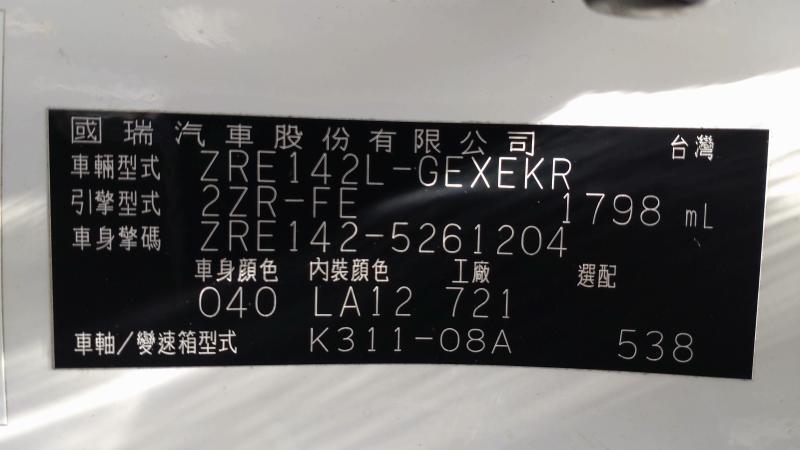 國瑞汽車股份有限公司 台灣
車輛型式 ZRE142L-GEXEKR
引擎型式 2ZR-FE 1798 mL
車身擎碼 ZRE142-5261204
車身顏色 內裝顏色 工廠 選配
040 LA12 721
車軸/變速箱型式 K311-08A 538